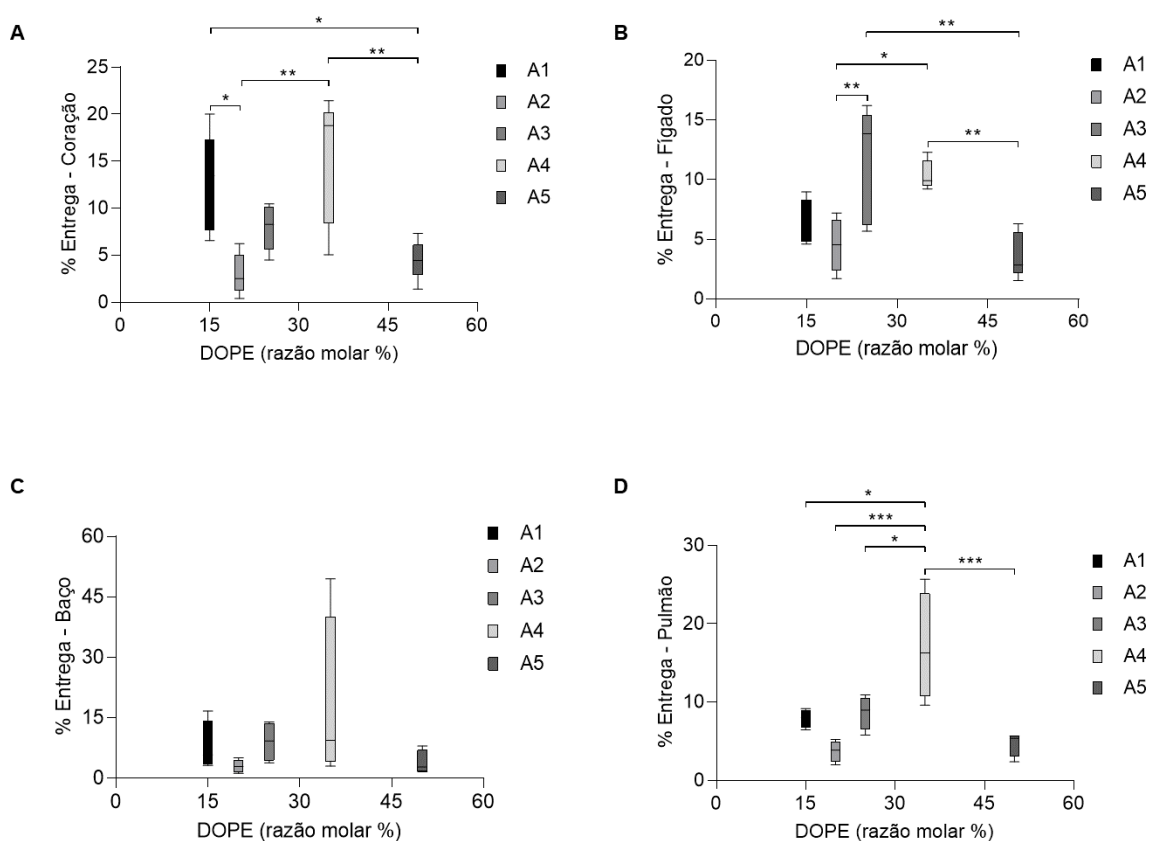 A
*
**
**
*
% Entrega - Coração
25
20
15
10
5
0
0 15 30 45 60
DOPE (razão molar %)
A1
A2
A3
A4
A5
B
**
*
**
**
% Entrega - Fígado
20
15
10
5
0
0 15 30 45 60
DOPE (razão molar %)
A1
A2
A3
A4
A5
C
% Entrega - Baço
60
45
30
15
0
0 15 30 45 60
DOPE (razão molar %)
A1
A2
A3
A4
A5
D
*
***
*
***
% Entrega - Pulmão
30
20
10
0
0 15 30 45 60
DOPE (razão molar %)
A1
A2
A3
A4
A5